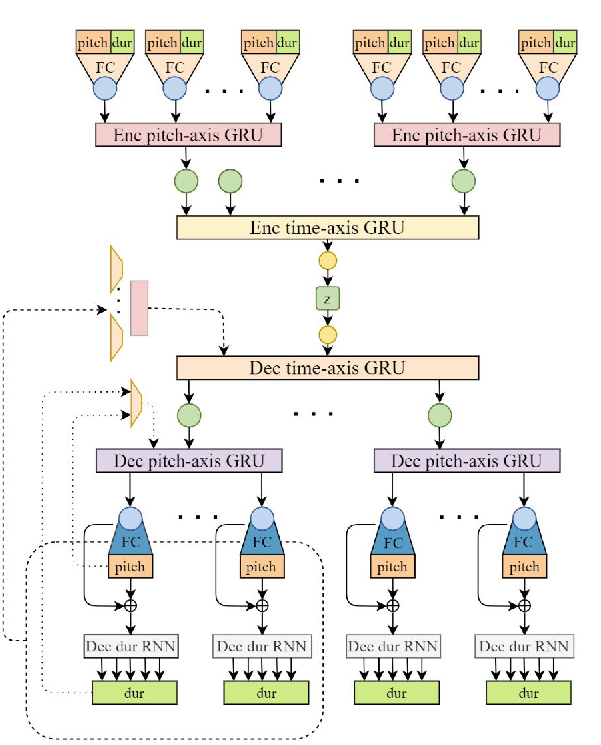 pitch dur pitch dur pitch dur pitch dur pitch dur pitch dur
FC FC FC FC FC FC
Enc pitch-axis GRU Enc pitch-axis GRU
Enc time-axis GRU
z
Dec time-axis GRU
Dec pitch-axis GRU Dec pitch-axis GRU
FC FC FC FC
pitch pitch pitch pitch
Dec dur RNN Dec dur RNN Dec dur RNN Dec dur RNN
dur dur dur dur